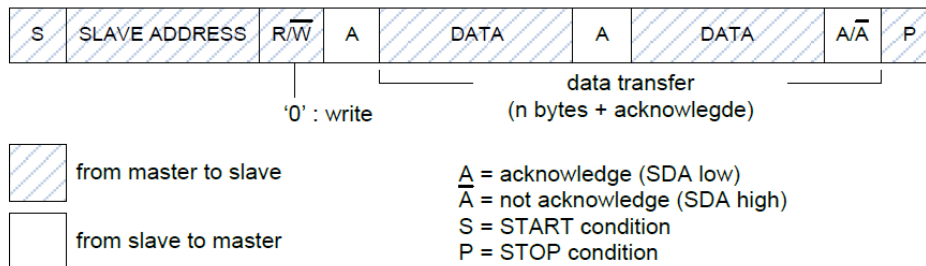 S SLAVE ADDRESS R/W̅ A DATA A DATA A/A̅ P
data transfer
'0' : write (n bytes + acknowlegde)
from master to slave
A = acknowledge (SDA low)
A̅ = not acknowledge (SDA high)
S = START condition
from slave to master
P = STOP condition